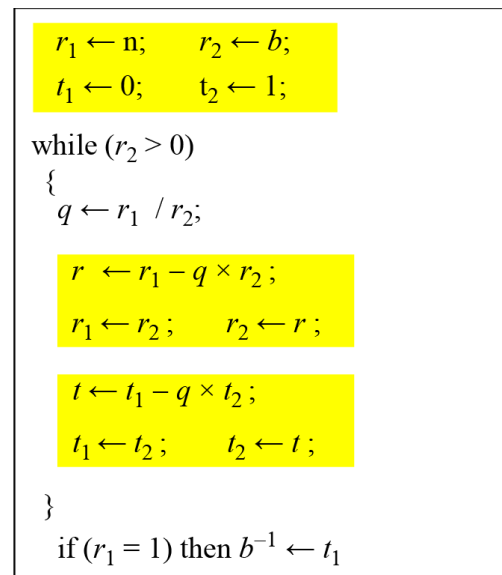 r₁ ← n; r₂ ← b;
t₁ ← 0; t₂ ← 1;
while (r₂ > 0)
{
q ← r₁ / r₂;
r ← r₁ − q × r₂ ;
r₁ ← r₂ ; r₂ ← r ;
t ← t₁ − q × t₂ ;
t₁ ← t₂ ; t₂ ← t ;
}
if (r₁ = 1) then b⁻¹ ← t₁